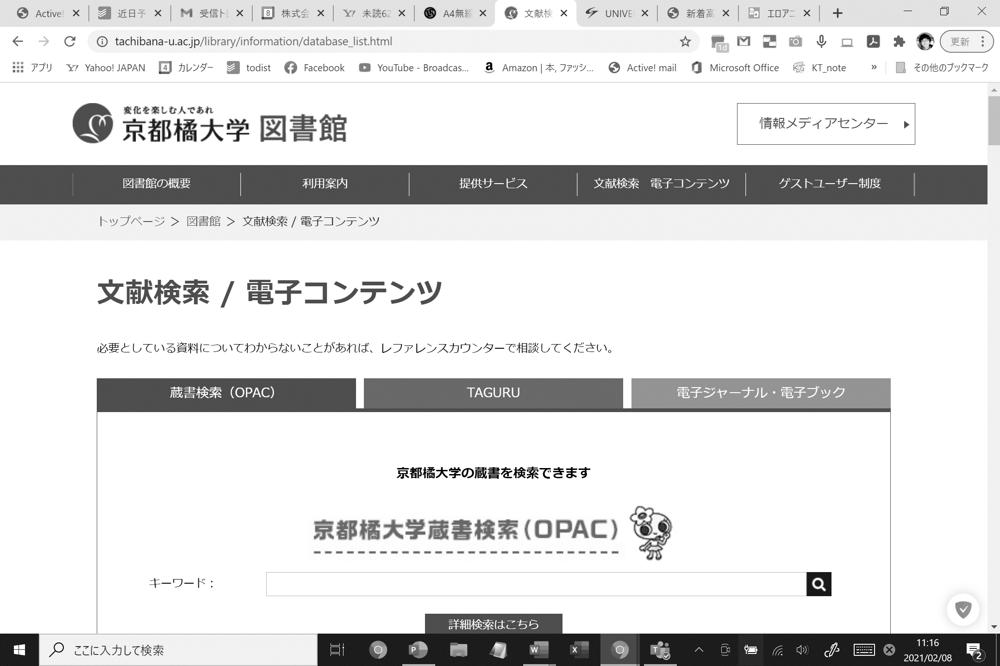 Active!
近日予
受信トレ
8
株式会
未読62
A4無線
文献検
UNIVE
新着高
エロアニ
tachibana-u.ac.jp/library/information/database_list.html
1d
更新
アプリ
Yahoo! JAPAN
4
カレンダー
todist
Facebook
YouTube - Broadcas...
Amazon | 本, ファッシ...
Active! mail
Microsoft Office
KT_note
»
その他のブックマーク
変化を楽しむ人であれ
京都橘大学 図書館
情報メディアセンター
図書館の概要
利用案内
提供サービス
文献検索　電子コンテンツ
ゲストユーザー制度
トップページ ＞ 図書館 ＞ 文献検索 / 電子コンテンツ
文献検索 / 電子コンテンツ
必要としている資料についてわからないことがあれば、レファレンスカウンターで相談してください。
蔵書検索（OPAC）
TAGURU
電子ジャーナル・電子ブック
京都橘大学の蔵書を検索できます
京都橘大学蔵書検索(OPAC)
キーワード：
詳細検索はこちら
ここに入力して検索
11:16
2021/02/08
2